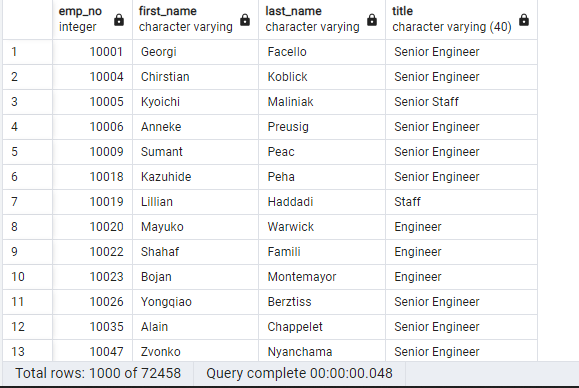 emp_no first_name last_name title
integer character varying character varying character varying (40)
1 10001 Georgi Facello Senior Engineer
2 10004 Chirstian Koblick Senior Engineer
3 10005 Kyoichi Maliniak Senior Staff
4 10006 Anneke Preusig Senior Engineer
5 10009 Sumant Peac Senior Engineer
6 10018 Kazuhide Peha Senior Engineer
7 10019 Lillian Haddadi Staff
8 10020 Mayuko Warwick Engineer
9 10022 Shahaf Famili Engineer
10 10023 Bojan Montemayor Engineer
11 10026 Yongqiao Berztiss Senior Engineer
12 10035 Alain Chappelet Senior Engineer
13 10047 Zvonko Nyanchama Senior Engineer
Total rows: 1000 of 72458 Query complete 00:00:00.048